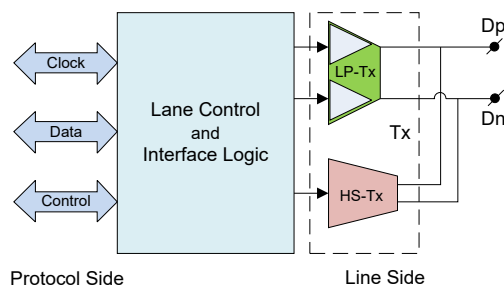 Clock
Data
Control
Lane Control
and
Interface Logic
LP-Tx
Tx
HS-Tx
Dp
Dn
Protocol Side
Line Side